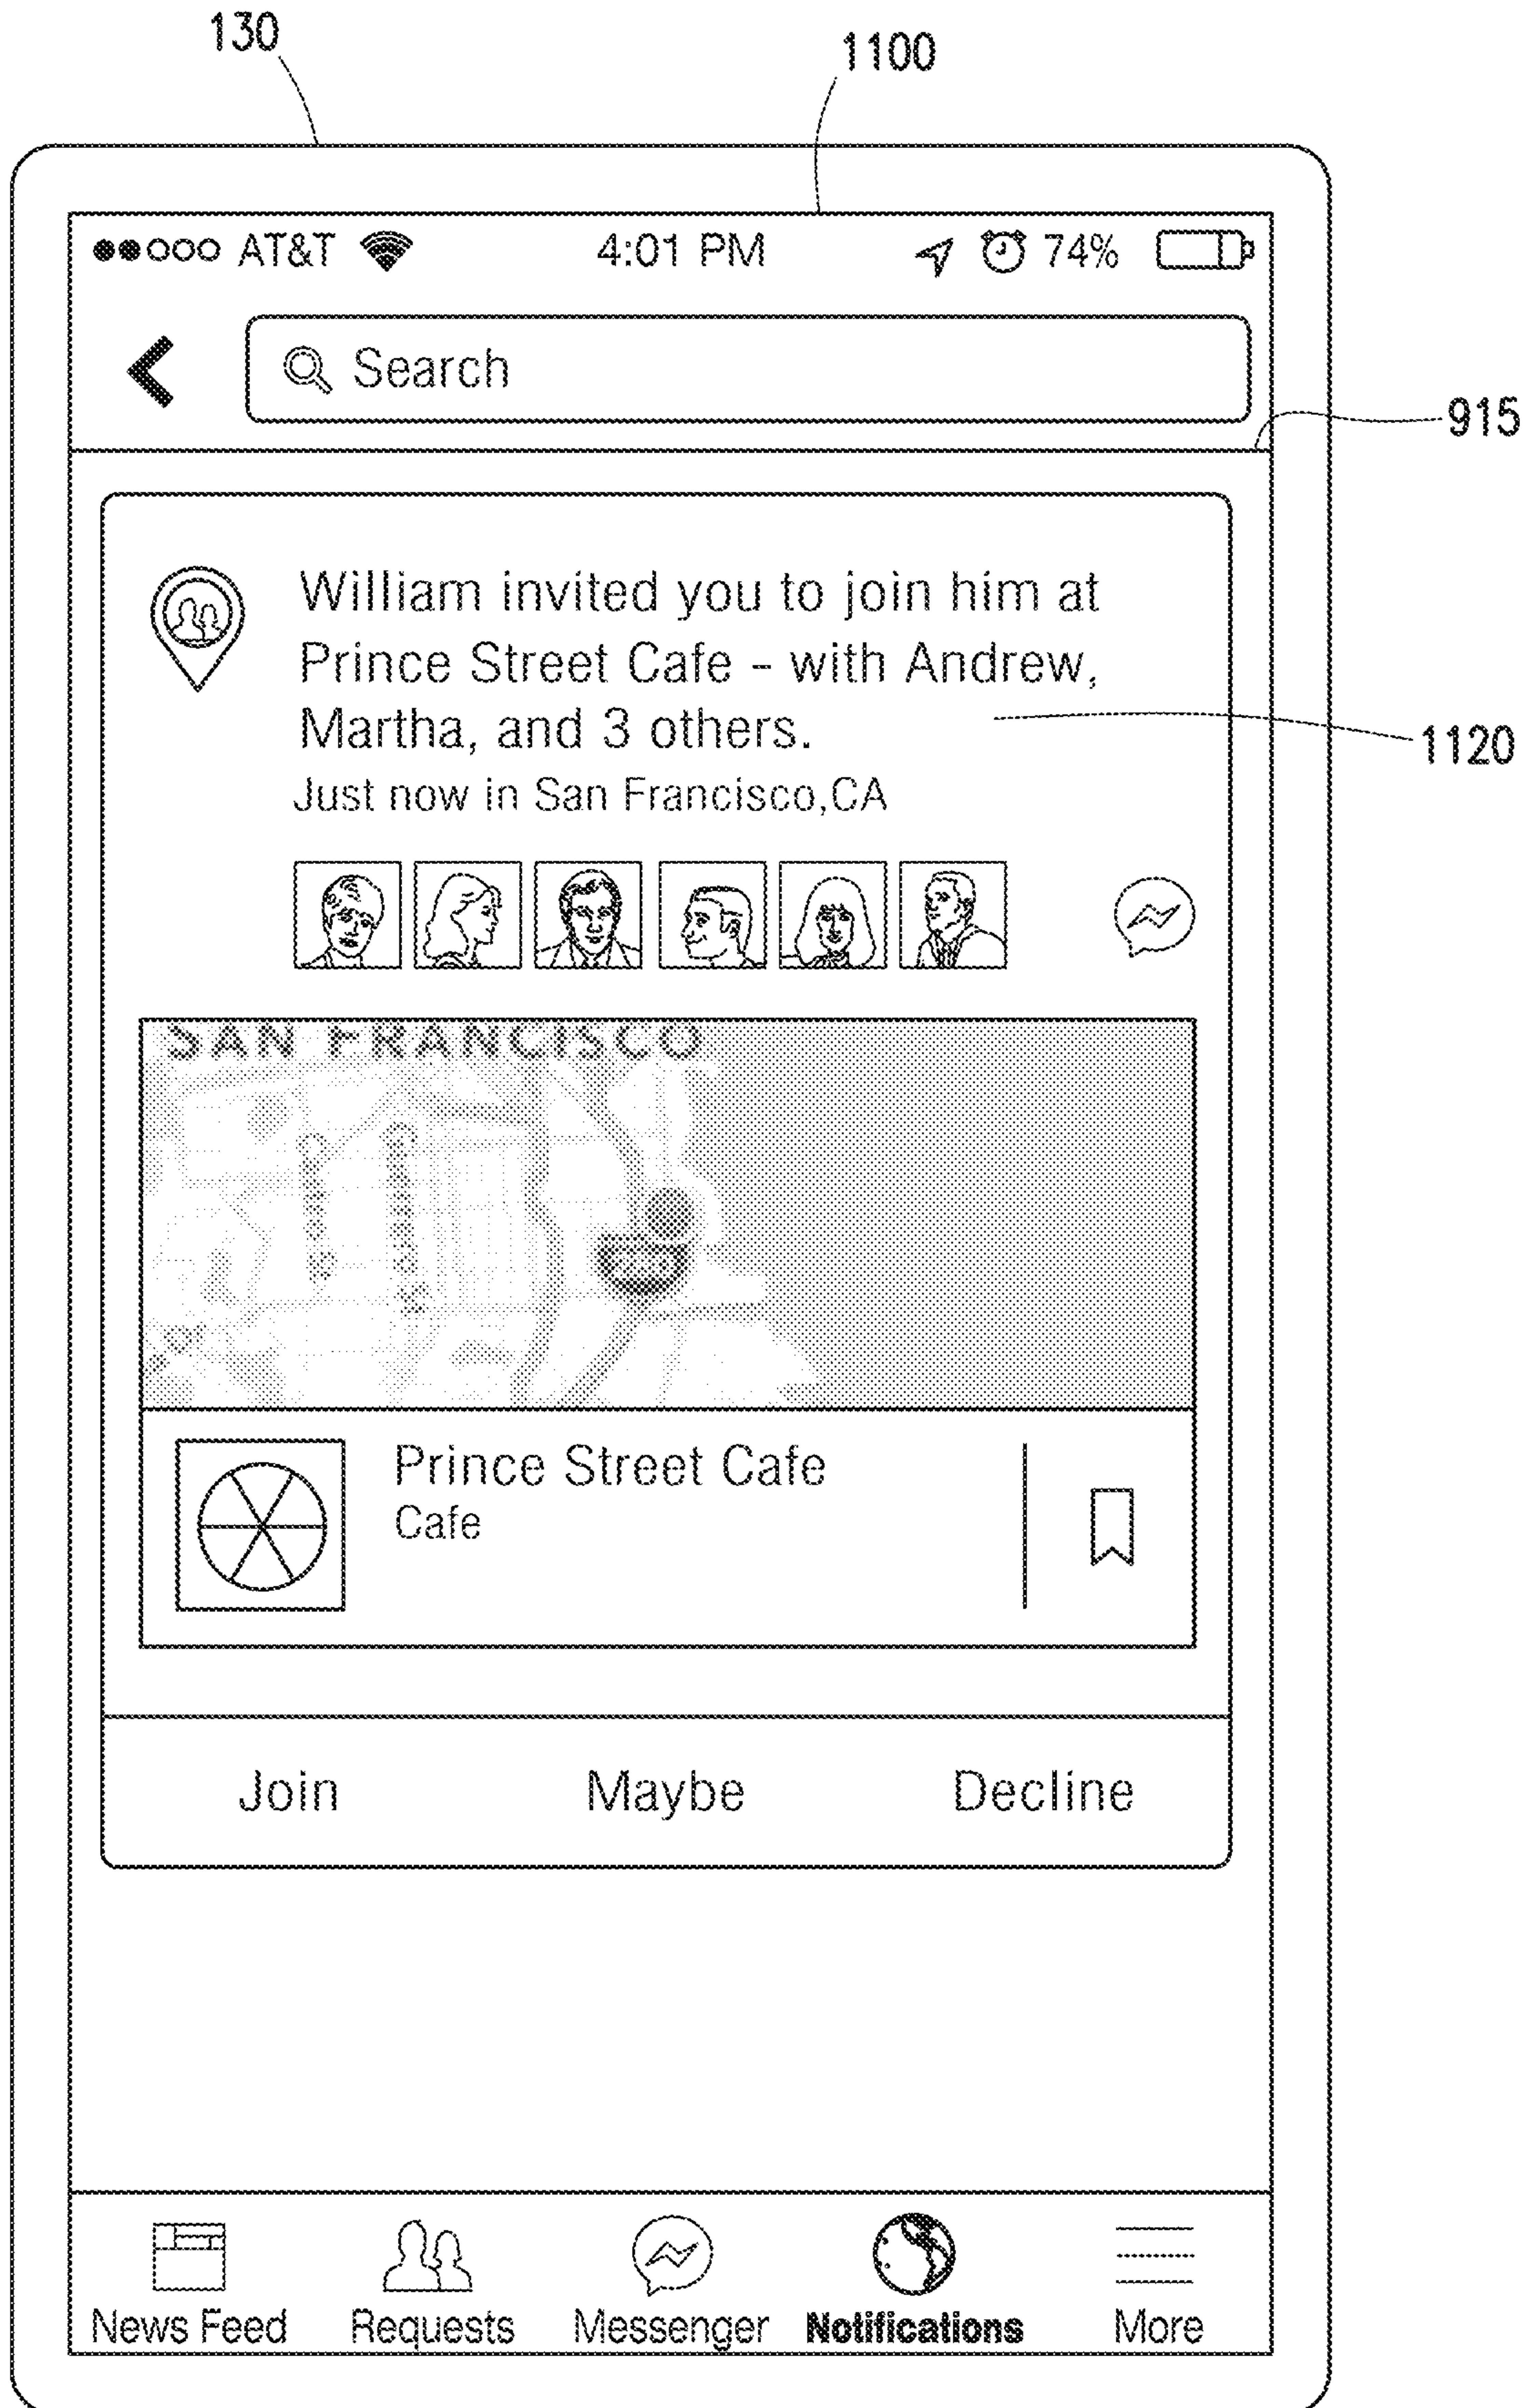 130
1100
AT&T 4:01 PM 74%
Search
915
William invited you to join him at
Prince Street Cafe - with Andrew,
Martha, and 3 others.
1120
Just now in San Francisco,CA
SAN FRANCISCO
Prince Street Cafe
Cafe
Join Maybe Decline
News Feed Requests Messenger Notifications More